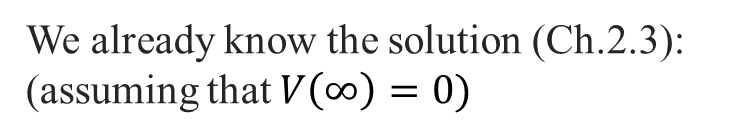 We already know the solution (Ch.2.3):
(assuming that V(∞) = 0)